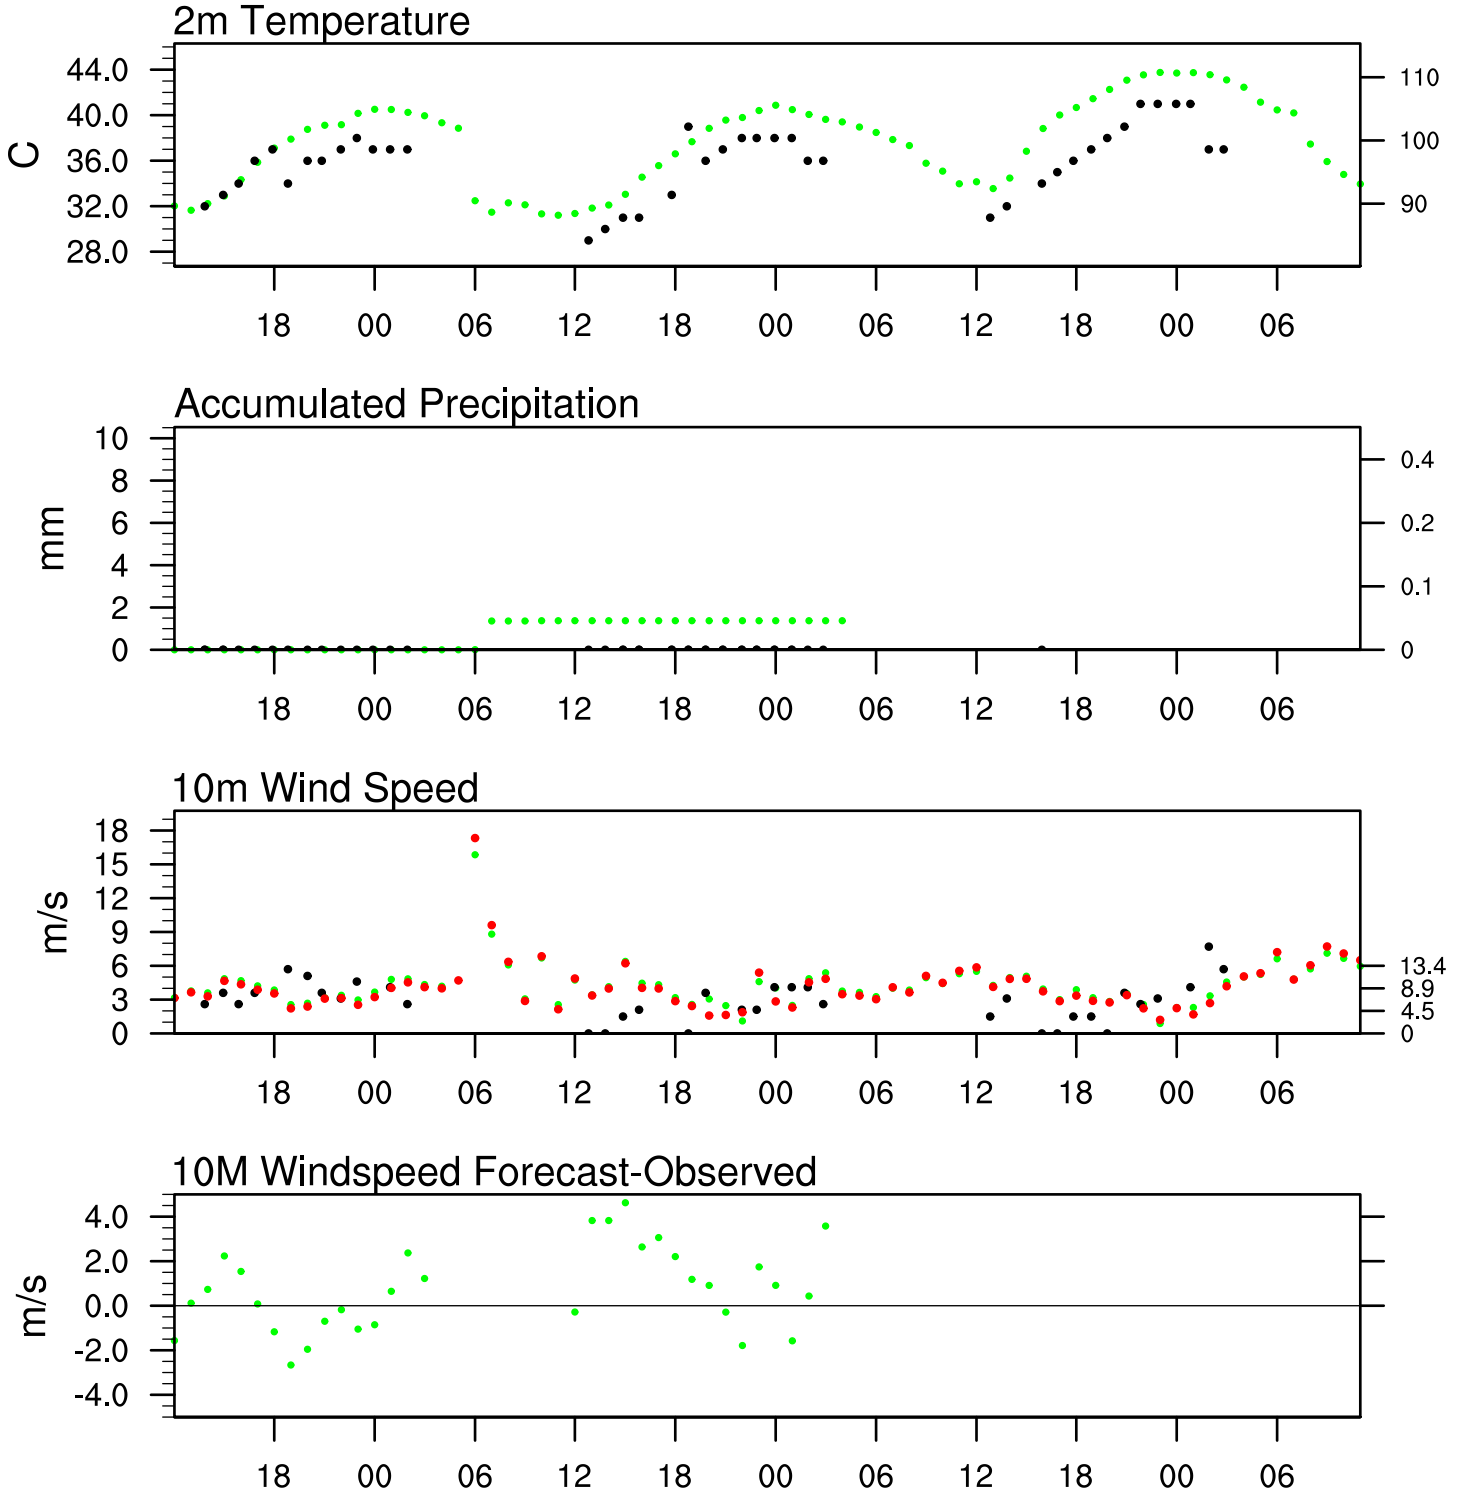 2m Temperature
44.0
40.0
36.0
32.0
28.0
C
110
100
90
18 00 06 12 18 00 06 12 18 00 06
Accumulated Precipitation
10
8
6
4
2
0
mm
0.4
0.2
0.1
0
18 00 06 12 18 00 06 12 18 00 06
10m Wind Speed
18
15
12
9
6
3
0
m/s
13.4
8.9
4.5
0
18 00 06 12 18 00 06 12 18 00 06
10M Windspeed Forecast-Observed
4.0
2.0
0.0
-2.0
-4.0
m/s
18 00 06 12 18 00 06 12 18 00 06